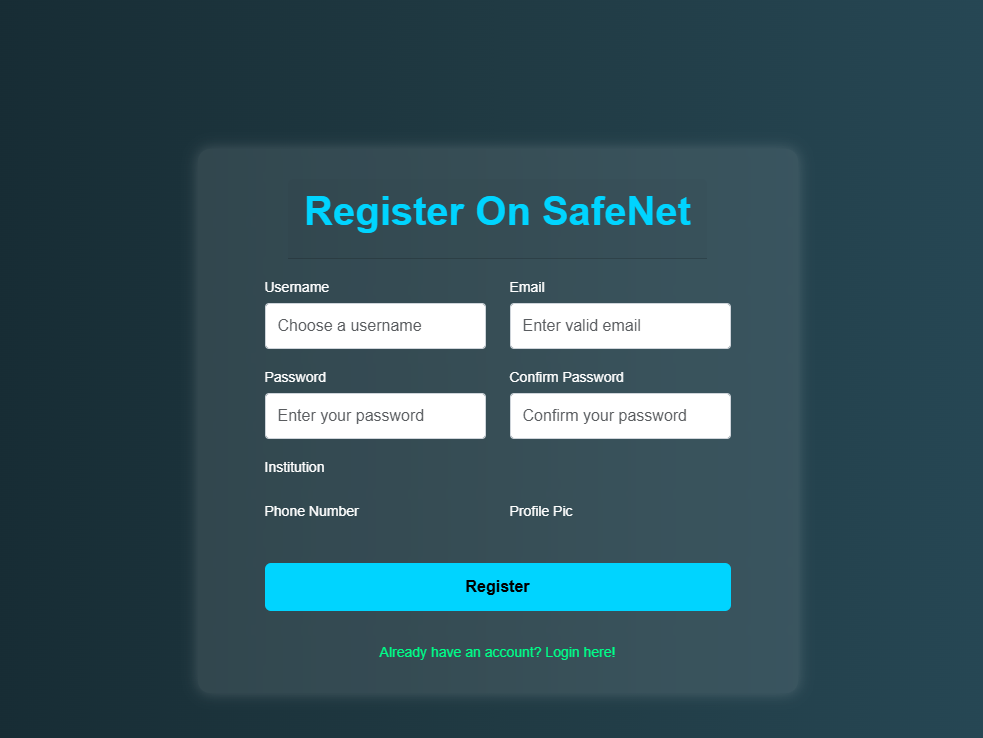 Register On SafeNet
Username
Email
Choose a username
Enter valid email
Password
Confirm Password
Enter your password
Confirm your password
Institution
Phone Number
Profile Pic
Register
Already have an account? Login here!